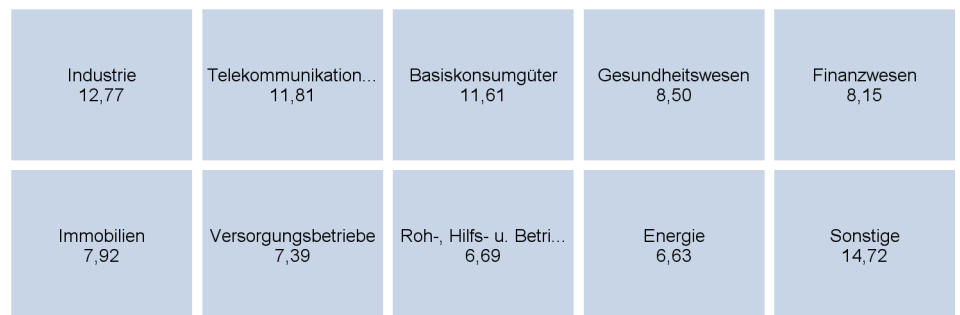 Industrie
12,77
Telekommunikation...
11,81
Basiskonsumgüter
11,61
Gesundheitswesen
8,50
Finanzwesen
8,15
Immobilien
7,92
Versorgungsbetriebe
7,39
Roh-, Hilfs- u. Betri...
6,69
Energie
6,63
Sonstige
14,72